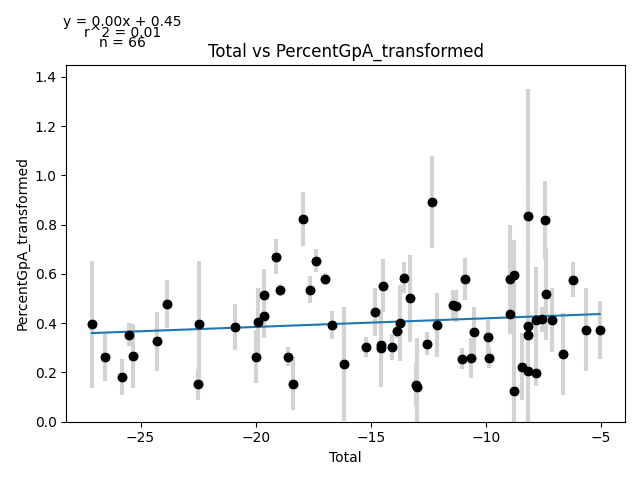 y = 0.00x + 0.45
r^2 = 0.01
n = 66
Total vs PercentGpA_transformed
PercentGpA_transformed
1.4
1.2
1.0
0.8
0.6
0.4
0.2
0.0
−25
−20
−15
−10
−5
Total